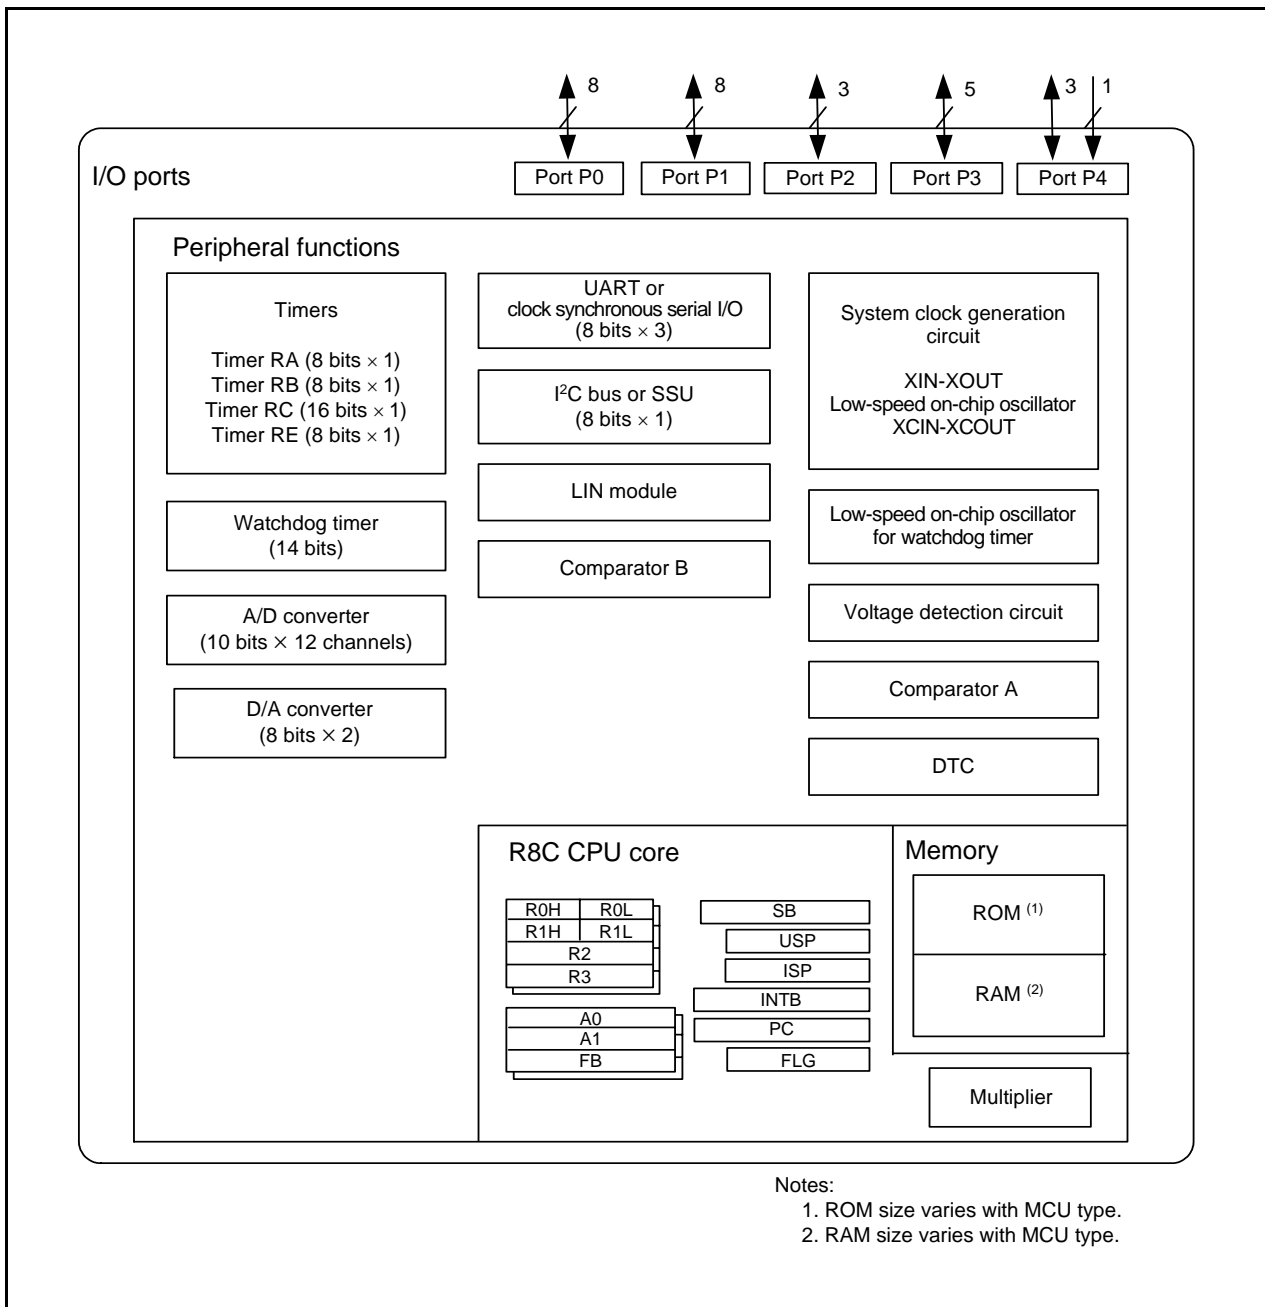 8
8
3
5
3
1
I/O ports
Port P0
Port P1
Port P2
Port P3
Port P4
Peripheral functions
Timers
Timer RA (8 bits × 1)
Timer RB (8 bits × 1)
Timer RC (16 bits × 1)
Timer RE (8 bits × 1)
Watchdog timer
(14 bits)
A/D converter
(10 bits × 12 channels)
D/A converter
(8 bits × 2)
UART or
clock synchronous serial I/O
(8 bits × 3)
I²C bus or SSU
(8 bits × 1)
LIN module
Comparator B
System clock generation
circuit
XIN-XOUT
Low-speed on-chip oscillator
XCIN-XCOUT
Low-speed on-chip oscillator
for watchdog timer
Voltage detection circuit
Comparator A
DTC
R8C CPU core
R0H
R0L
R1H
R1L
R2
R3
A0
A1
FB
SB
USP
ISP
INTB
PC
FLG
Memory
ROM (1)
RAM (2)
Multiplier
Notes:
1. ROM size varies with MCU type.
2. RAM size varies with MCU type.